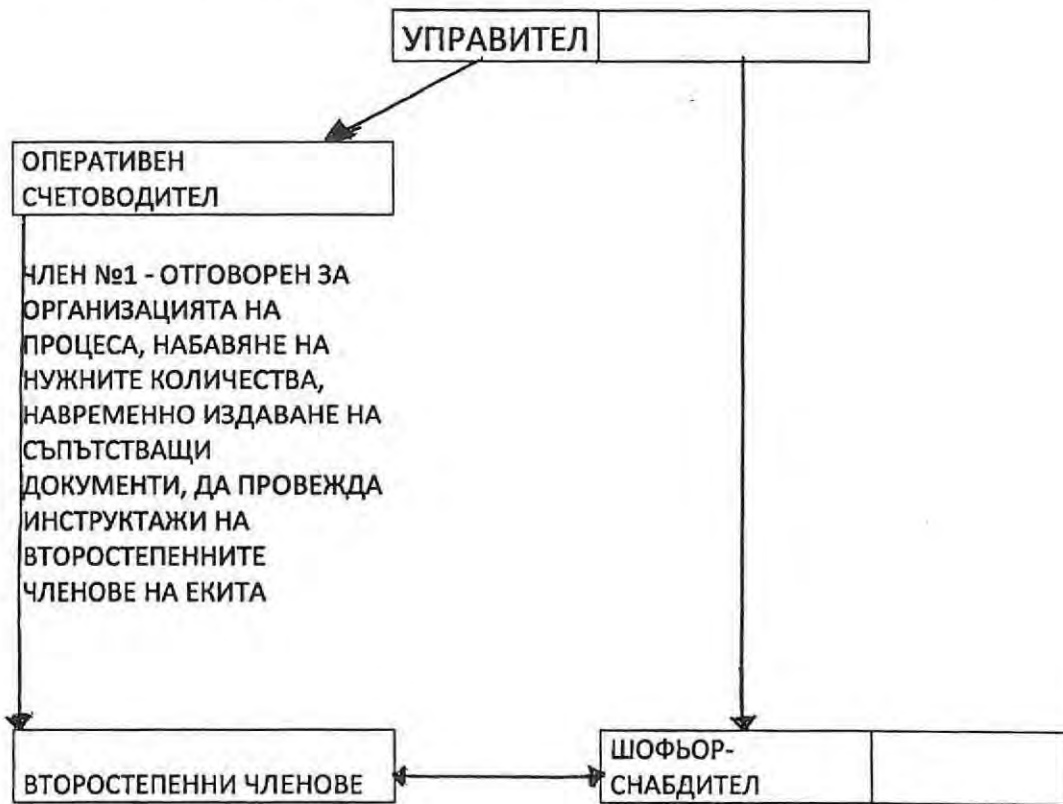 УПРАВИТЕЛ
ОПЕРАТИВЕН
СЧЕТОВОДИТЕЛ
ЧЛЕН №1 - ОТГОВОРЕН ЗА
ОРГАНИЗАЦИЯТА НА
ПРОЦЕСА, НАБАВЯНЕ НА
НУЖНИТЕ КОЛИЧЕСТВА,
НАВРЕМЕННО ИЗДАВАНЕ НА
СЪПЪТСТВАЩИ
ДОКУМЕНТИ, ДА ПРОВЕЖДА
ИНСТРУКТАЖИ НА
ВТОРОСТЕПЕННИТЕ
ЧЛЕНОВЕ НА ЕКИТА
ВТОРОСТЕПЕННИ ЧЛЕНОВЕ
ШОФЬОР-
СНАБДИТЕЛ